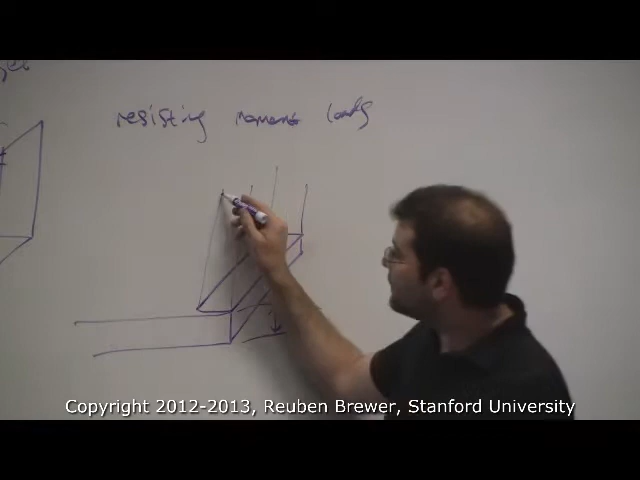 resisting moment loads
Copyright 2012-2013, Reuben Brewer, Stanford University